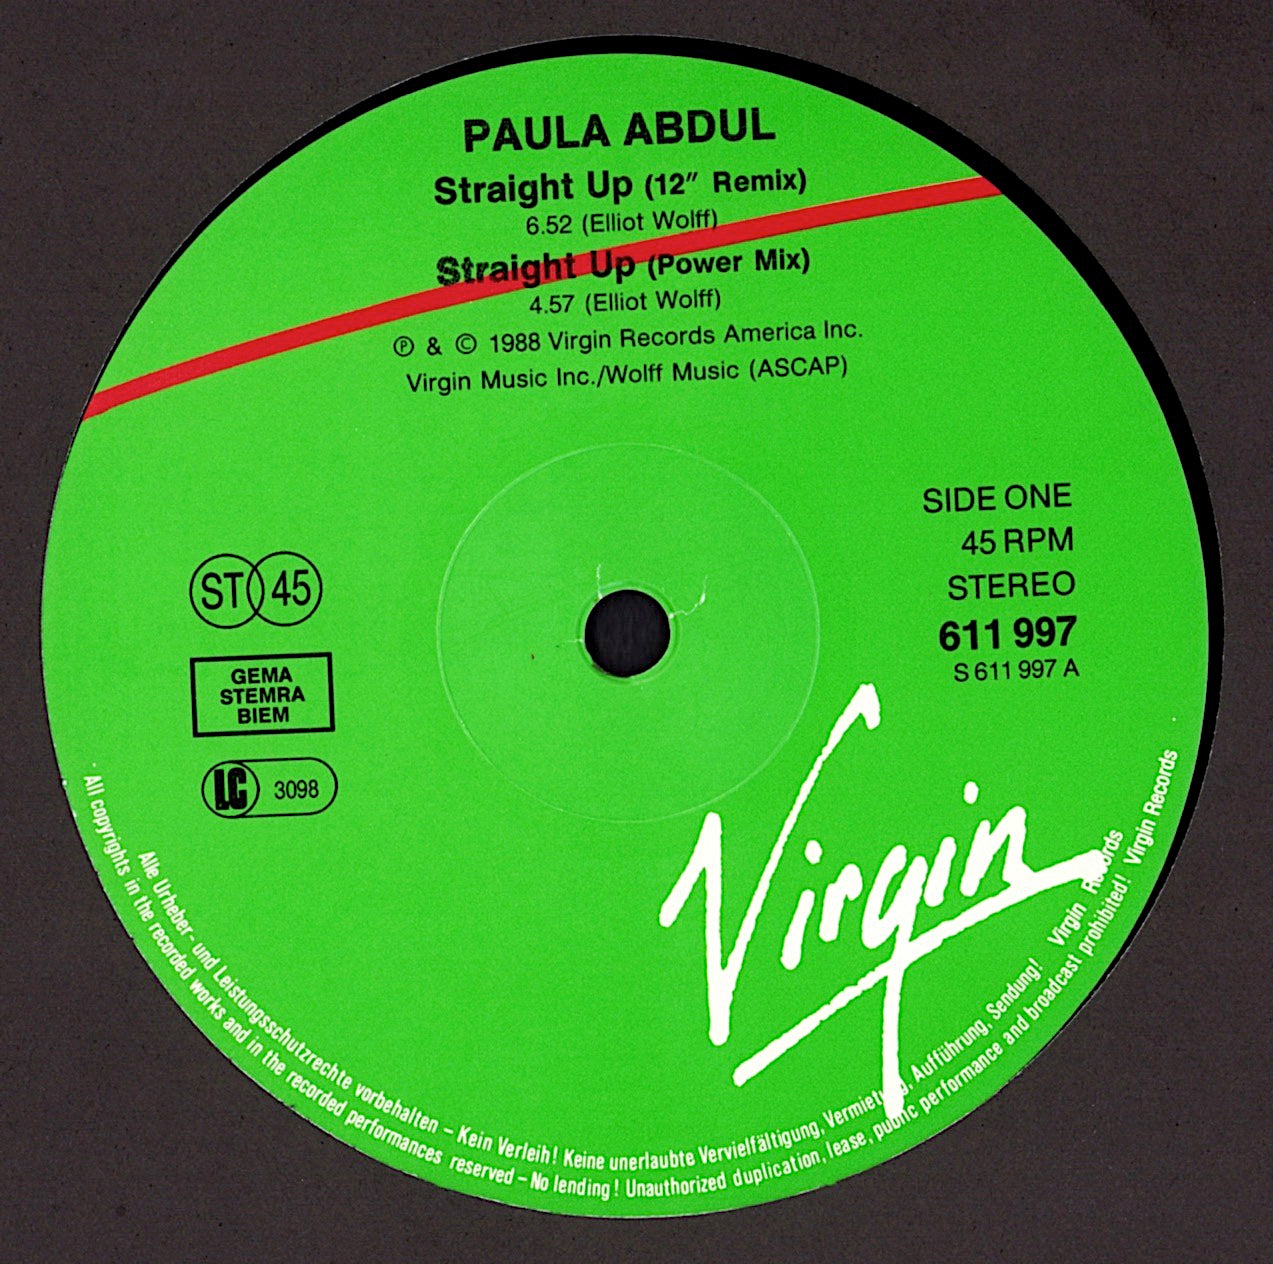 PAULA ABDUL
Straight Up (12" Remix)
6.52 (Elliot Wolff)
Straight Up (Power Mix)
4.57 (Elliot Wolff)
Ⓟ & © 1988 Virgin Records America Inc.
Virgin Music Inc./Wolff Music (ASCAP)
SIDE ONE
45 RPM
STEREO
611 997
S 611 997 A
ST 45
GEMA
STEMRA
BIEM
LC 3098
Virgin
Alle Urheber- und Leistungsschutzrechte vorbehalten – Kein Verleih! Keine unerlaubte Vervielfältigung, Vermietung, Aufführung, Sendung! Virgin Records
All copyrights in the recorded works and in the recorded performances reserved – No lending! Unauthorized duplication, lease, public performance and broadcast prohibited! Virgin Records